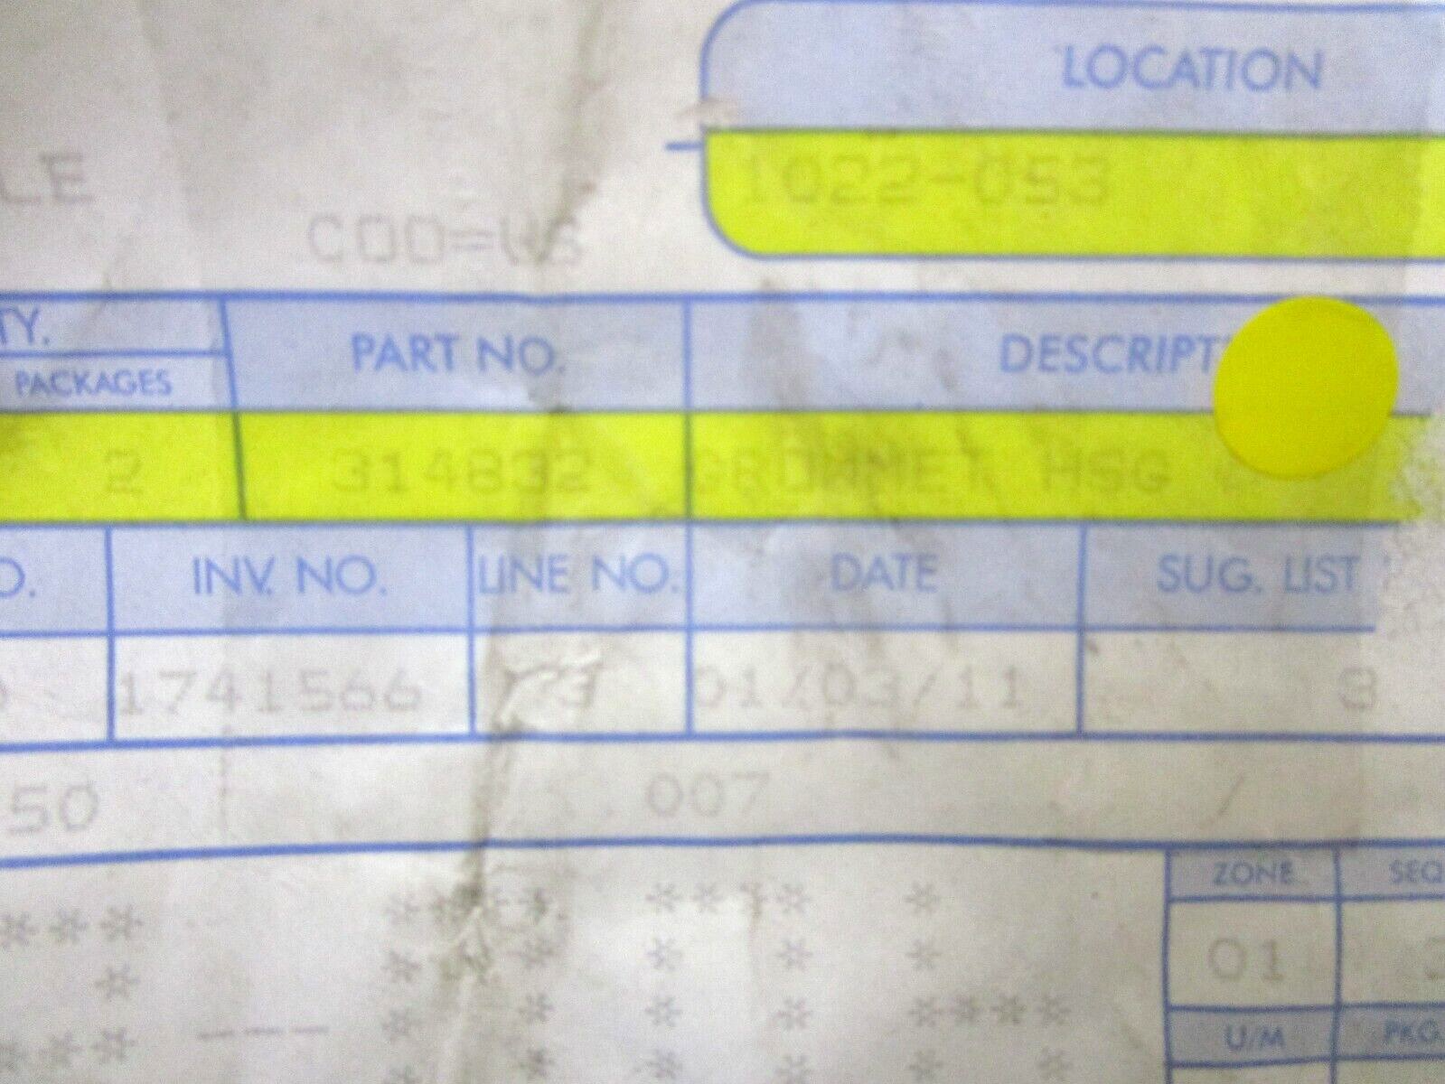 LOCATION
1022-053
LE
COO=US
TY.
PACKAGES
PART NO.
DESCRIPT
2
314832
GROMMET HSG
O.
INV. NO.
LINE NO.
DATE
SUG. LIST
1741566
73
01/03/11
50
007
/
**** **** *
*** * * * * *
* --- * * * * ****
*** * * * * * *
ZONE
SEQ
01
U/M
PKG.